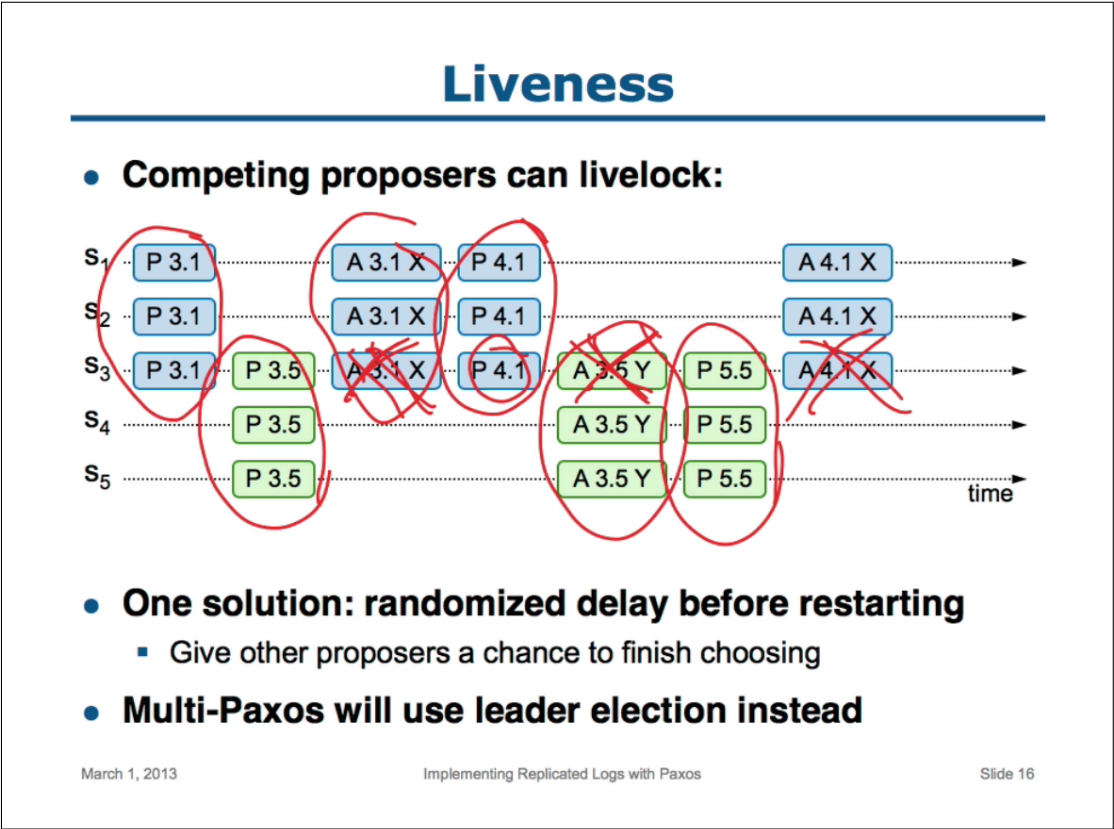 Liveness
● Competing proposers can livelock:
S1 P 3.1 A 3.1 X P 4.1 A 4.1 X
S2 P 3.1 A 3.1 X P 4.1 A 4.1 X
S3 P 3.1 P 3.5 A 3.1 X P 4.1 A 3.5 Y P 5.5 A 4.1 X
S4 P 3.5 A 3.5 Y P 5.5
S5 P 3.5 A 3.5 Y P 5.5
time
● One solution: randomized delay before restarting
▪ Give other proposers a chance to finish choosing
● Multi-Paxos will use leader election instead
March 1, 2013 Implementing Replicated Logs with Paxos Slide 16